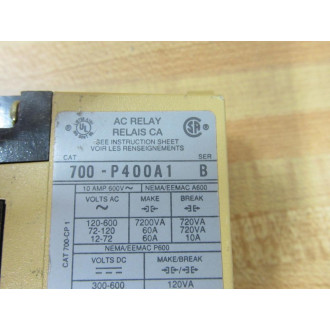 AC RELAY
RELAIS CA
SEE INSTRUCTION SHEET
VOIR LES RENSEIGNEMENTS
CAT SER
700 - P400A1 B
10 AMP 600V~ NEMA/EEMAC A600
VOLTS AC MAKE BREAK
120-600 7200VA 720VA
72-120 60A 720VA
12-72 60A 10A
NEMA/EEMAC P600
VOLTS DC MAKE/BREAK
300-600 120VA
CAT 700-CP1